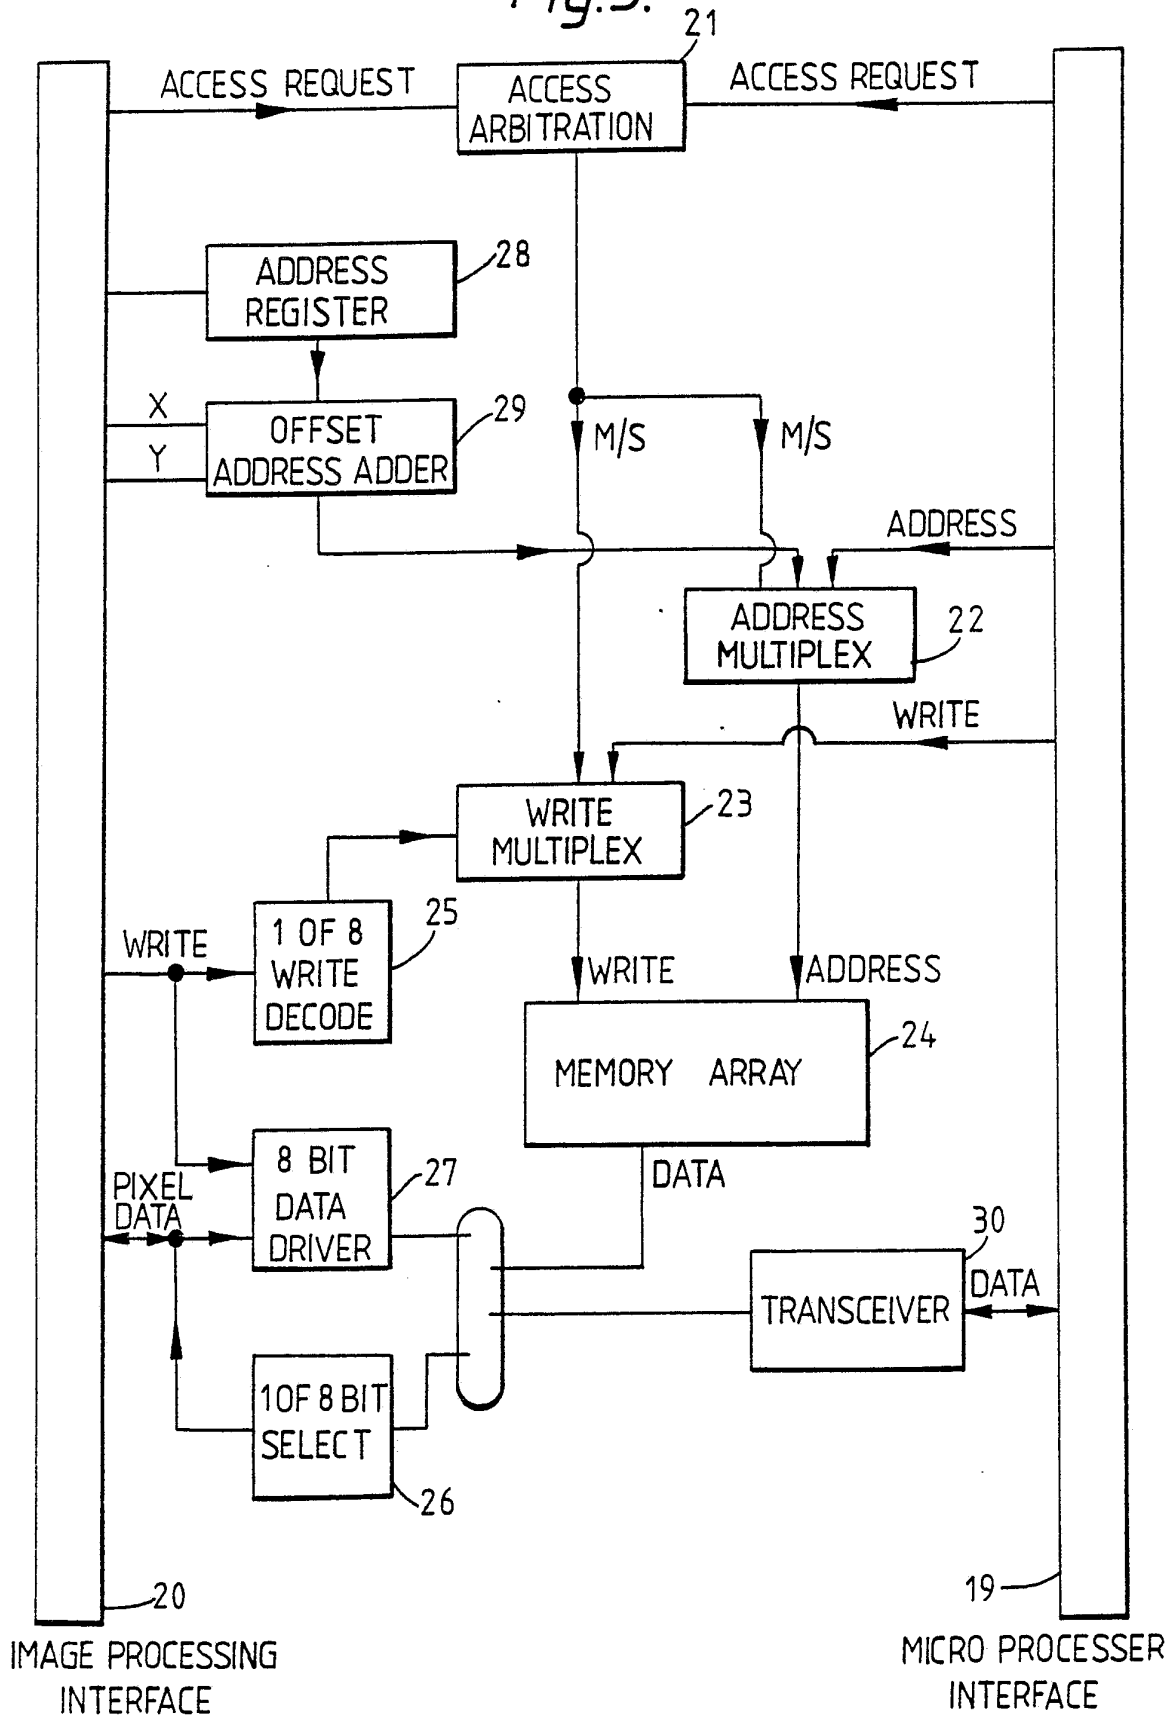 Fig.5.
21
ACCESS REQUEST
ACCESS
ARBITRATION
ACCESS REQUEST
ADDRESS
REGISTER
28
X
Y
OFFSET
ADDRESS ADDER
29
M/S
M/S
ADDRESS
ADDRESS
MULTIPLEX
22
WRITE
WRITE
MULTIPLEX
23
WRITE
1 OF 8
WRITE
DECODE
25
WRITE
ADDRESS
MEMORY ARRAY
24
8 BIT
DATA
DRIVER
27
PIXEL
DATA
DATA
30
TRANSCEIVER
DATA
1 OF 8 BIT
SELECT
26
20
19
IMAGE PROCESSING
INTERFACE
MICRO PROCESSER
INTERFACE